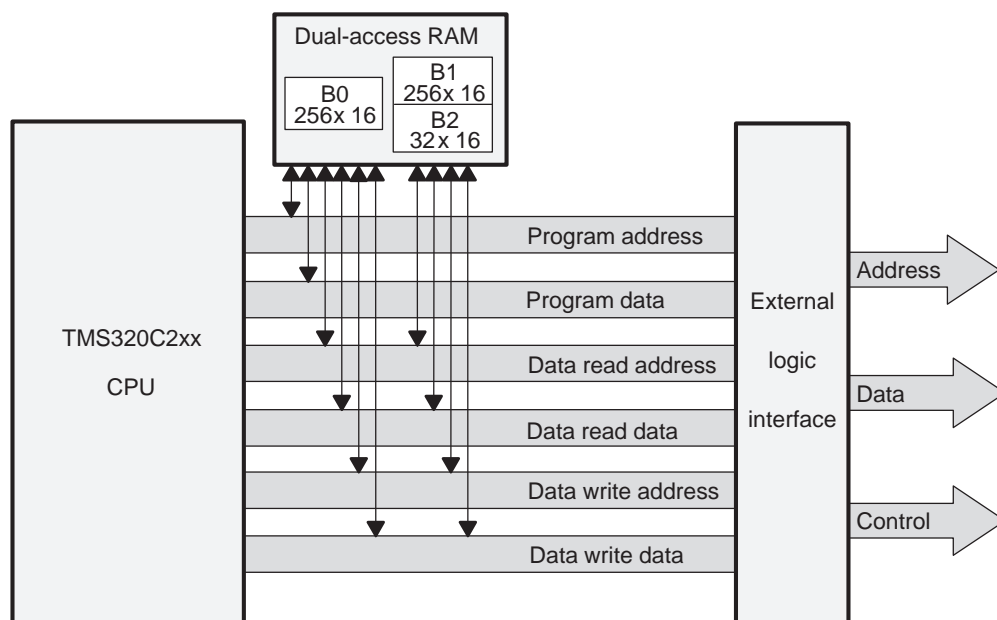 Dual-access RAM
B0
256x 16
B1
256x 16
B2
32x 16
TMS320C2xx
CPU
Program address
Program data
Data read address
Data read data
Data write address
Data write data
External
logic
interface
Address
Data
Control